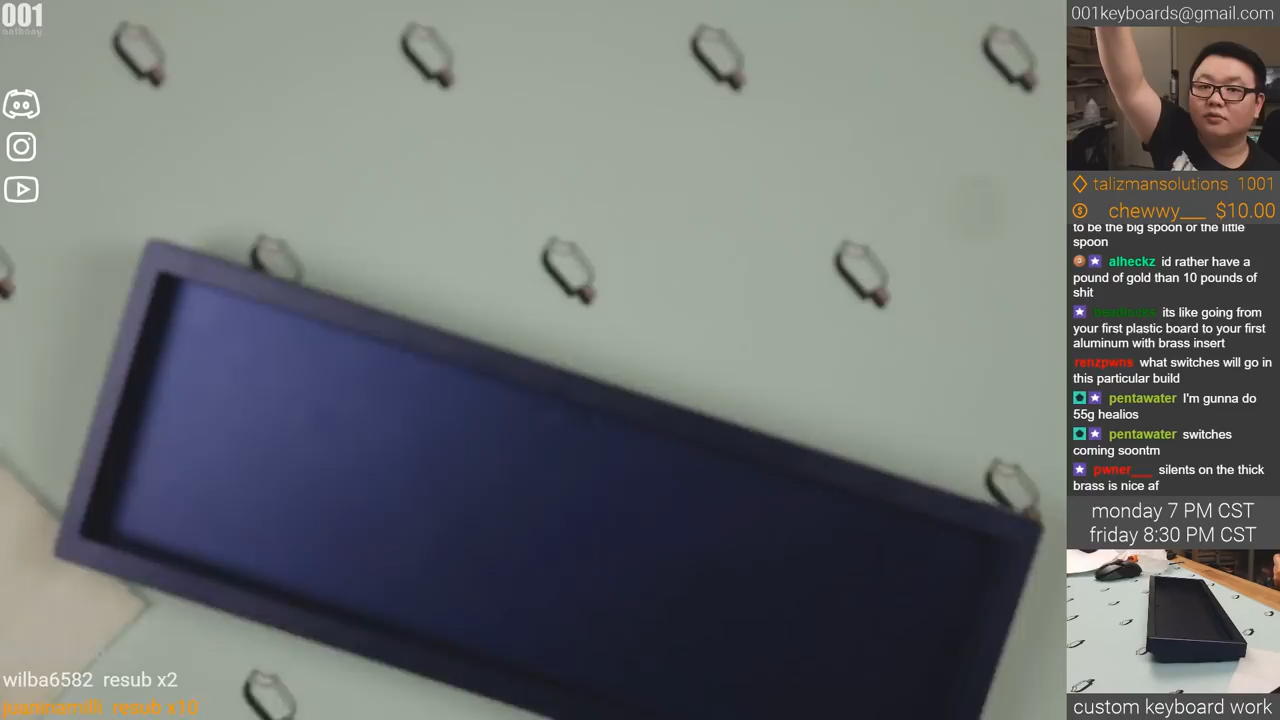 001
anthony
001keyboards@gmail.com
talizmansolutions 1001
chewwy___ $10.00
to be the big spoon or the little
spoon
alheckz id rather have a
pound of gold than 10 pounds of
shit
its like going from
your first plastic board to your first
aluminum with brass insert
renzpwns what switches will go in
this particular build
pentawater I'm gunna do
55g healios
pentawater switches
coming soontm
pwner___ silents on the thick
brass is nice af
monday 7 PM CST
friday 8:30 PM CST
wilba6582 resub x2
resub x10
custom keyboard work